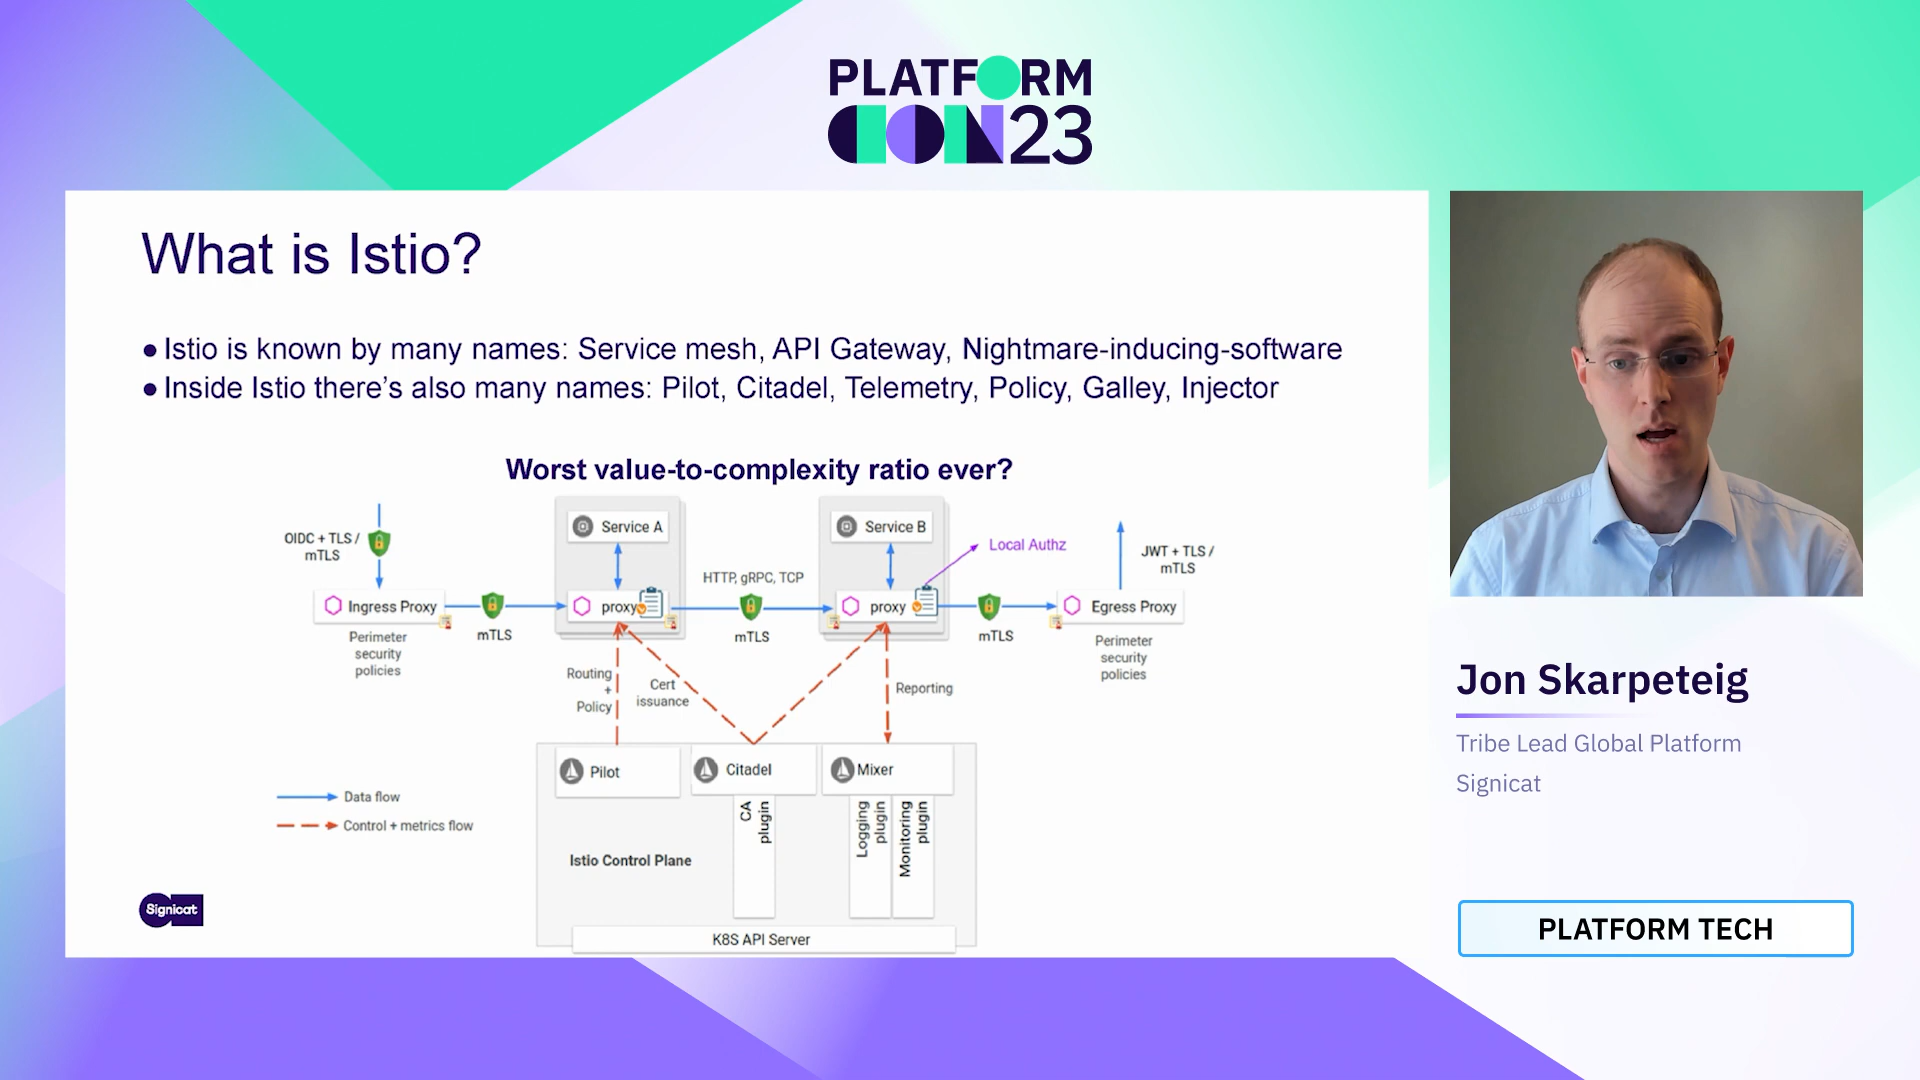 PLATFORM
CON23
What is Istio?
● Istio is known by many names: Service mesh, API Gateway, Nightmare-inducing-software
● Inside Istio there's also many names: Pilot, Citadel, Telemetry, Policy, Galley, Injector
Worst value-to-complexity ratio ever?
OIDC + TLS /
mTLS
Service A
Service B
Local Authz
JWT + TLS /
mTLS
HTTP, gRPC, TCP
Ingress Proxy
proxy
proxy
Egress Proxy
mTLS
mTLS
mTLS
Perimeter
security
policies
Perimeter
security
policies
Routing
+
Policy
Cert
issuance
Reporting
Pilot
Citadel
Mixer
CA
plugin
Logging
plugin
Monitoring
plugin
Data flow
Control + metrics flow
Istio Control Plane
K8S API Server
Signicat
Jon Skarpeteig
Tribe Lead Global Platform
Signicat
PLATFORM TECH